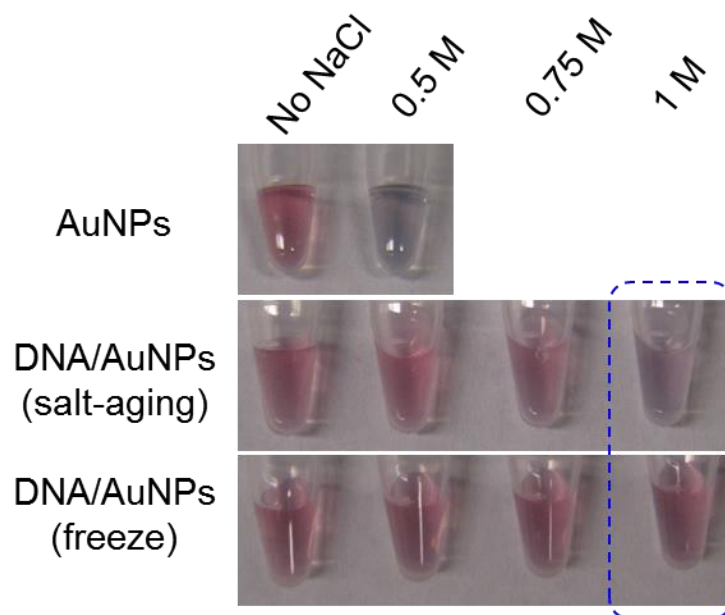 No NaCl
0.5 M
0.75 M
1 M
AuNPs
DNA/AuNPs
(salt-aging)
DNA/AuNPs
(freeze)